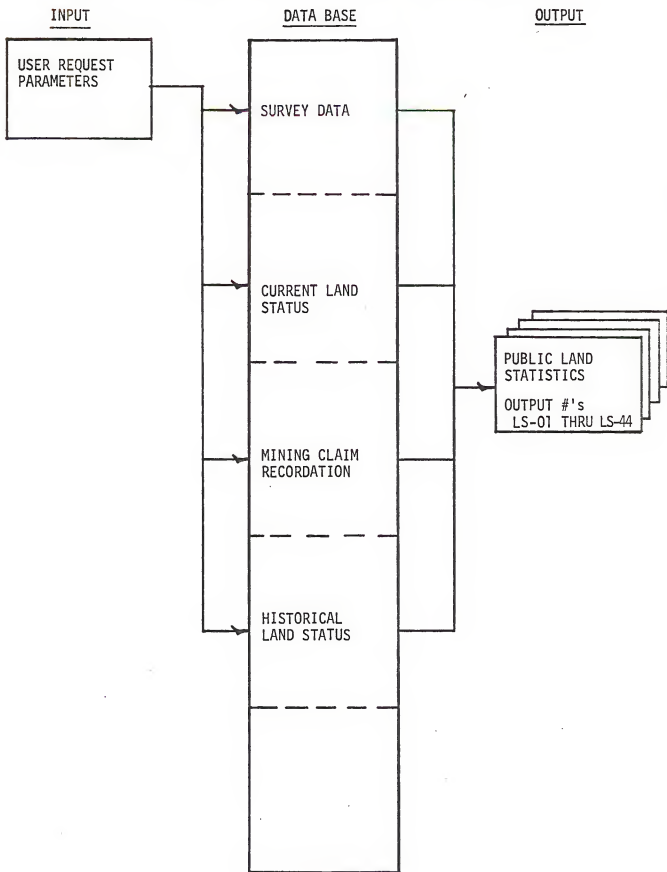 INPUT
DATA BASE
OUTPUT
USER REQUEST
PARAMETERS
SURVEY DATA
CURRENT LAND
STATUS
MINING CLAIM
RECORDATION
HISTORICAL
LAND STATUS
PUBLIC LAND
STATISTICS
OUTPUT #'s
LS-01 THRU LS-44